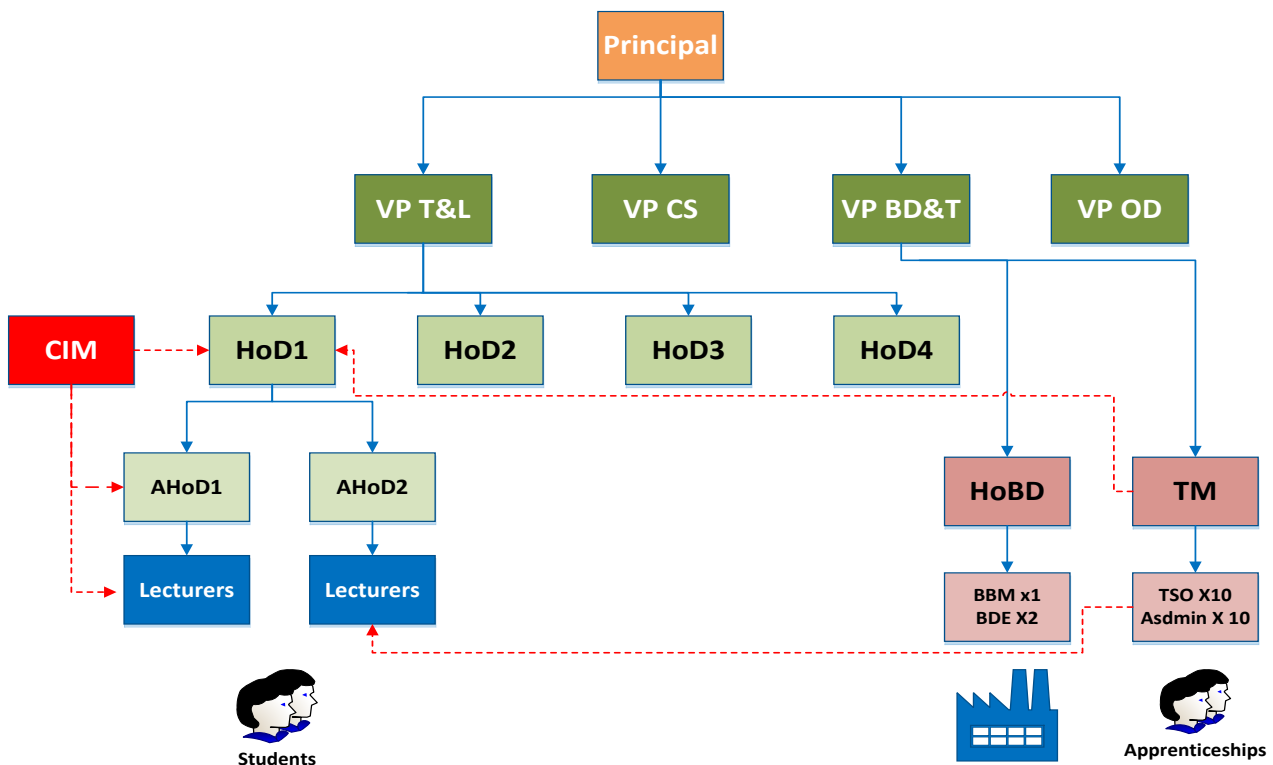 Principal
VP T&L
VP CS
VP BD&T
VP OD
CIM
HoD1
HoD2
HoD3
HoD4
AHoD1
AHoD2
HoBD
TM
Lecturers
Lecturers
BBM x1
BDE X2
TSO X10
Asdmin X 10
Students
Apprenticeships